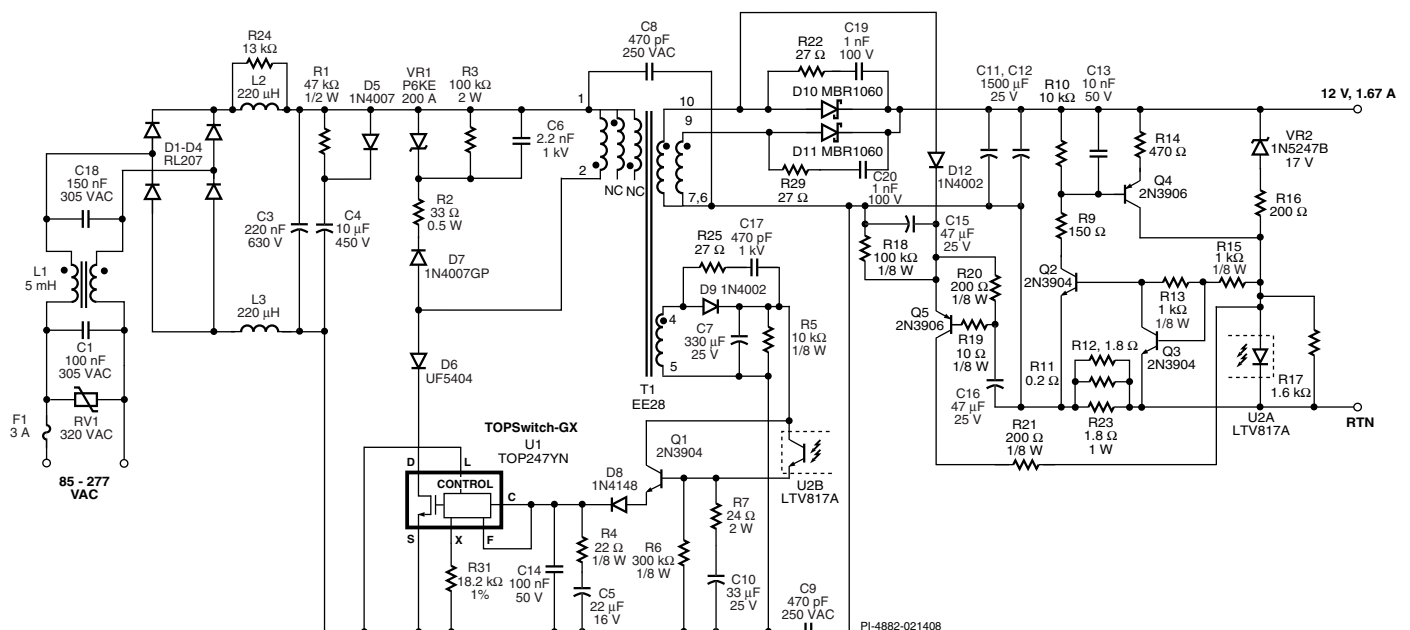 C8
470 pF
250 VAC
R24
13 kΩ
L2
220 µH
R1
47 kΩ
1/2 W
D5
1N4007
VR1
P6KE
200 A
R3
100 kΩ
2 W
C6
2.2 nF
1 kV
1
2
NC NC
10
9
7,6
R22
27 Ω
C19
1 nF
100 V
D10 MBR1060
D11 MBR1060
R29
27 Ω
C20
1 nF
100 V
D12
1N4002
C11, C12
1500 µF
25 V
R10
10 kΩ
C13
10 nF
50 V
12 V, 1.67 A
R14
470 Ω
VR2
1N5247B
17 V
Q4
2N3906
R16
200 Ω
D1-D4
RL207
C18
150 nF
305 VAC
C3
220 nF
630 V
C4
10 µF
450 V
R2
33 Ω
0.5 W
D7
1N4007GP
L1
5 mH
L3
220 µH
C1
100 nF
305 VAC
F1
3 A
RV1
320 VAC
85 - 277
VAC
D6
UF5404
R25
27 Ω
C17
470 pF
1 kV
D9 1N4002
4
5
C7
330 µF
25 V
R5
10 kΩ
1/8 W
T1
EE28
R18
100 kΩ
1/8 W
C15
47 µF
25 V
R20
200 Ω
1/8 W
Q5
2N3906
R19
10 Ω
1/8 W
C16
47 µF
25 V
R9
150 Ω
Q2
2N3904
R15
1 kΩ
1/8 W
R13
1 kΩ
1/8 W
R12, 1.8 Ω
Q3
2N3904
R11
0.2 Ω
R23
1.8 Ω
1 W
R17
1.6 kΩ
U2A
LTV817A
RTN
R21
200 Ω
1/8 W
TOPSwitch-GX
U1
TOP247YN
D
L
CONTROL
C
S
X
F
D8
1N4148
Q1
2N3904
U2B
LTV817A
R31
18.2 kΩ
1%
C14
100 nF
50 V
R4
22 Ω
1/8 W
C5
22 µF
16 V
R6
300 kΩ
1/8 W
R7
24 Ω
2 W
C10
33 µF
25 V
C9
470 pF
250 VAC
PI-4882-021408